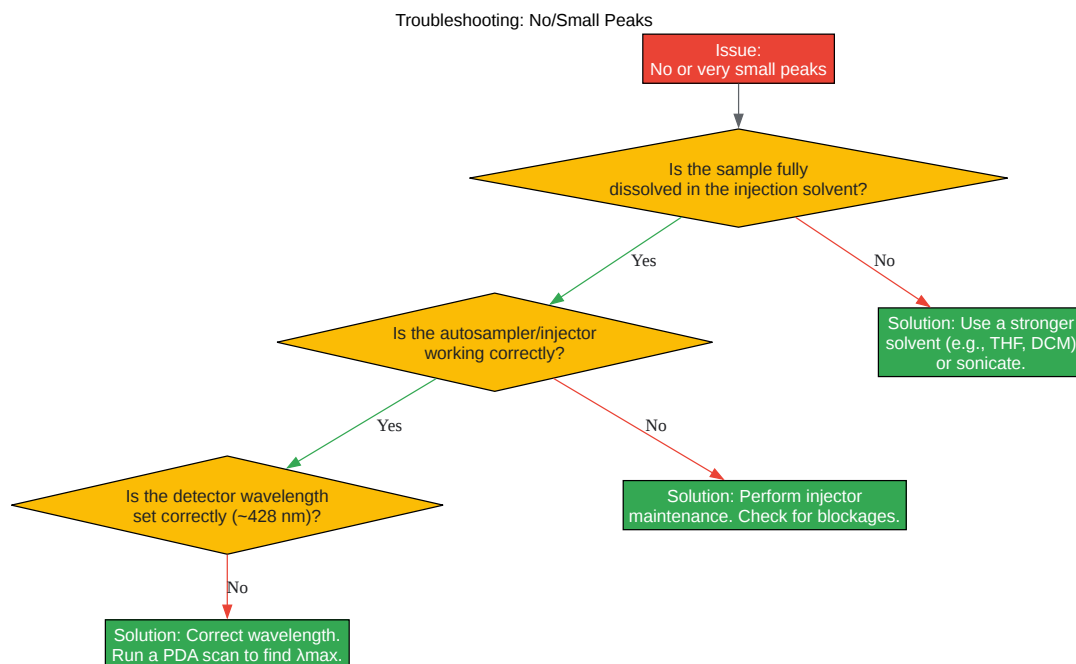 Troubleshooting: No/Small Peaks
Issue:
No or very small peaks
Is the sample fully
dissolved in the injection solvent?
Yes
No
Is the autosampler/injector
working correctly?
Solution: Use a stronger
solvent (e.g., THF, DCM)
or sonicate.
Yes
No
Is the detector wavelength
set correctly (~428 nm)?
Solution: Perform injector
maintenance. Check for blockages.
No
Solution: Correct wavelength.
Run a PDA scan to find λmax.